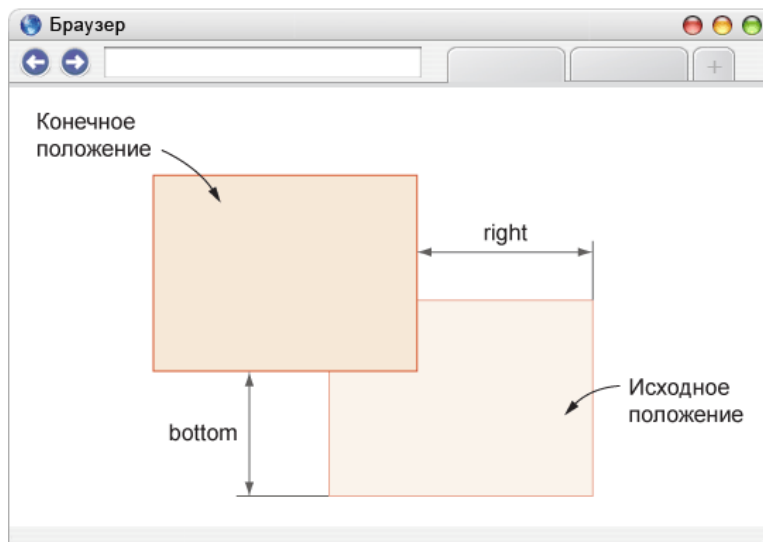 Браузер
+
Конечное
положение
right
Исходное
положение
bottom